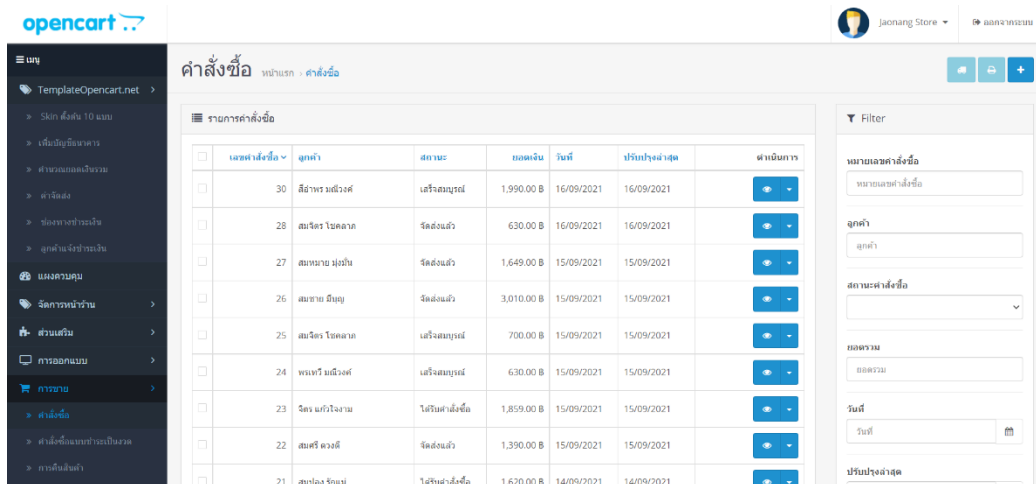 opencart
Jaonang Store
ออกจากระบบ
เมนู
TemplateOpencart.net
Skin ตั้งต้น 10 แบบ
เพิ่มบัญชีธนาคาร
คำนวณยอดเงินรวม
ค่าจัดส่ง
ช่องทางชำระเงิน
ลูกค้าแจ้งชำระเงิน
แผงควบคุม
จัดการหน้าร้าน
ส่วนเสริม
การออกแบบ
การขาย
คำสั่งซื้อ
คำสั่งซื้อแบบชำระเป็นงวด
การคืนสินค้า
คำสั่งซื้อ หน้าแรก › คำสั่งซื้อ
รายการคำสั่งซื้อ
เลขคำสั่งซื้อ ลูกค้า สถานะ ยอดเงิน วันที่ ปรับปรุงล่าสุด ดำเนินการ
30 สีอำพร มณีวงค์ เสร็จสมบูรณ์ 1,990.00 B 16/09/2021 16/09/2021
28 สมจิตร โชคลาภ จัดส่งแล้ว 630.00 B 16/09/2021 16/09/2021
27 สมหมาย มุ่งมั่น จัดส่งแล้ว 1,649.00 B 15/09/2021 15/09/2021
26 สมชาย มีบุญ จัดส่งแล้ว 3,010.00 B 15/09/2021 15/09/2021
25 สมจิตร โชคลาภ เสร็จสมบูรณ์ 700.00 B 15/09/2021 15/09/2021
24 พรเทวี มณีวงค์ เสร็จสมบูรณ์ 630.00 B 15/09/2021 15/09/2021
23 จิตร แก้วใจงาม ได้รับคำสั่งซื้อ 1,859.00 B 15/09/2021 15/09/2021
22 สมศรี ดวงดี จัดส่งแล้ว 1,390.00 B 15/09/2021 15/09/2021
21 สมปอง รักแม่ ได้รับคำสั่งซื้อ 1,620.00 B 14/09/2021 14/09/2021
Filter
หมายเลขคำสั่งซื้อ
หมายเลขคำสั่งซื้อ
ลูกค้า
ลูกค้า
สถานะคำสั่งซื้อ
ยอดรวม
ยอดรวม
วันที่
วันที่
ปรับปรุงล่าสุด